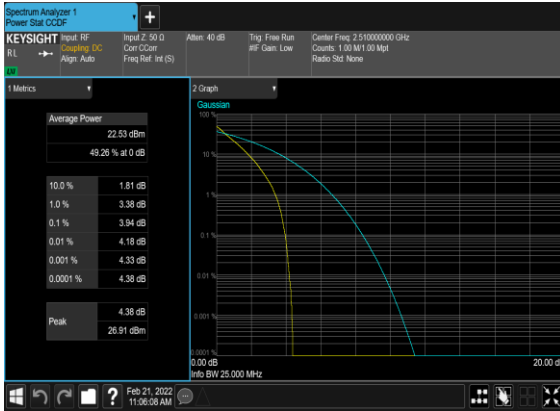 Spectrum Analyzer 1
Power Stat CCDF
+
KEYSIGHT
RL
Input: RF
Coupling: DC
Align: Auto
Input Z: 50 Ω
Corr CCorr
Freq Ref: Int (S)
Atten: 40 dB
Trig: Free Run
#IF Gain: Low
Center Freq: 2.510000000 GHz
Counts: 1.00 M/1.00 Mpt
Radio Std: None
1 Metrics
Average Power
22.53 dBm
49.26 % at 0 dB
10.0 % 1.81 dB
1.0 % 3.38 dB
0.1 % 3.94 dB
0.01 % 4.18 dB
0.001 % 4.33 dB
0.0001 % 4.38 dB
Peak
4.38 dB
26.91 dBm
2 Graph
Gaussian
100 %
10 %
1 %
0.1 %
0.01 %
0.001 %
0.0001 %
0.00 dB
20.00 d
Info BW 25.000 MHz
?
Feb 21, 2022
11:06:08 AM